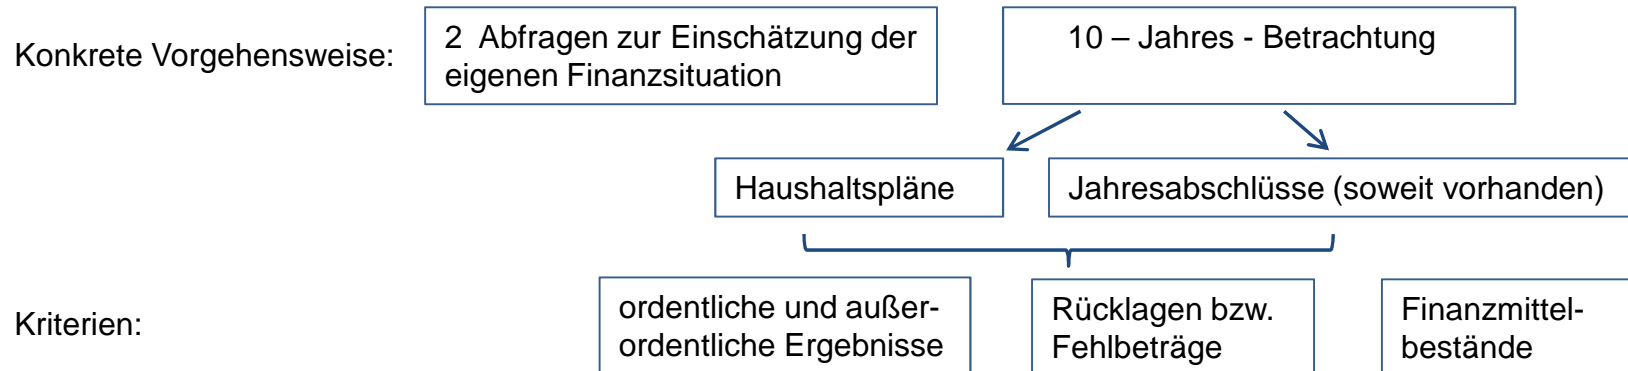 Konkrete Vorgehensweise:
2 Abfragen zur Einschätzung der
eigenen Finanzsituation
10 – Jahres - Betrachtung
Haushaltspläne
Jahresabschlüsse (soweit vorhanden)
Kriterien:
ordentliche und außer-
ordentliche Ergebnisse
Rücklagen bzw.
Fehlbeträge
Finanzmittel-
bestände